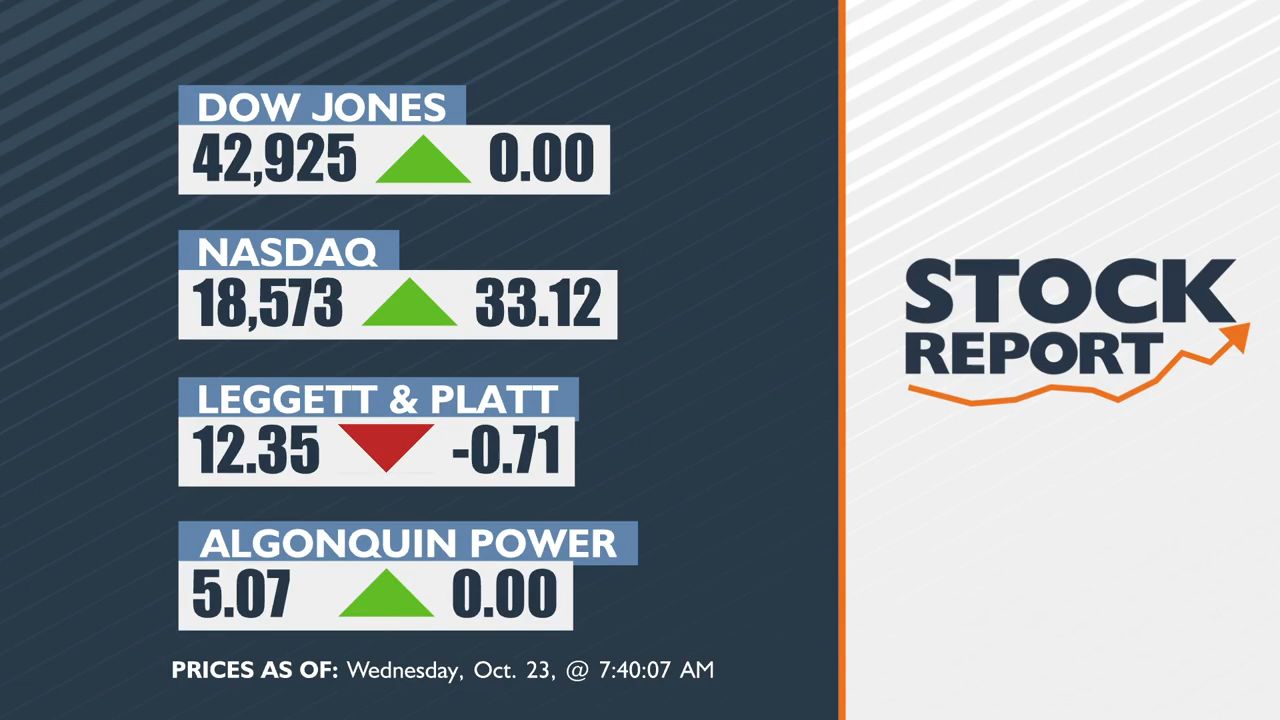 DOW JONES
42,925 0.00
NASDAQ
18,573 33.12
LEGGETT & PLATT
12.35 -0.71
ALGONQUIN POWER
5.07 0.00
PRICES AS OF: Wednesday, Oct. 23, @ 7:40:07 AM
STOCK
REPORT